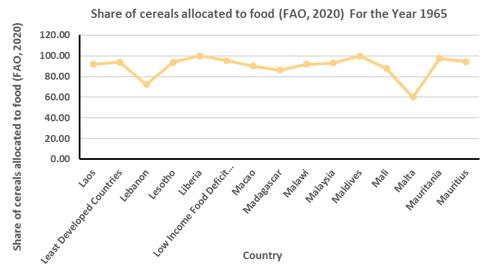 Share of cereals allocated to food (FAO, 2020)  For the Year 1965
Share of cereals allocated to food (FAO, 2020)
120.00
100.00
80.00
60.00
40.00
20.00
0.00
Laos
Least Developed Countries
Lebanon
Lesotho
Liberia
Low Income Food Deficit...
Macao
Madagascar
Malawi
Malaysia
Maldives
Mali
Malta
Mauritania
Mauritius
Country